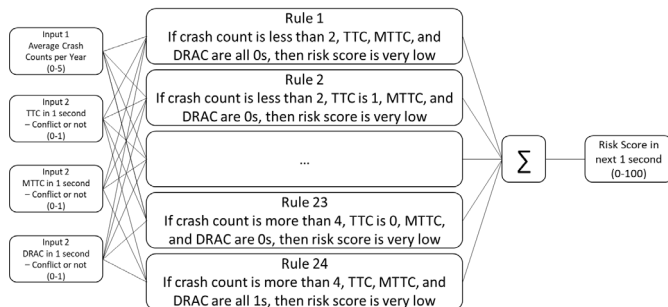 Input 1
Average Crash
Counts per Year
(0-5)
Input 2
TTC in 1 second
– Conflict or not
(0-1)
Input 2
MTTC in 1 second
– Conflict or not
(0-1)
Input 2
DRAC in 1 second
– Conflict or not
(0-1)
Rule 1
If crash count is less than 2, TTC, MTTC, and
DRAC are all 0s, then risk score is very low
Rule 2
If crash count is less than 2, TTC is 1, MTTC, and
DRAC are 0s, then risk score is very low
...
Rule 23
If crash count is more than 4, TTC is 0, MTTC,
and DRAC are 0s, then risk score is very low
Rule 24
If crash count is more than 4, TTC, MTTC, and
DRAC are all 1s, then risk score is very low
∑
Risk Score in
next 1 second
(0-100)